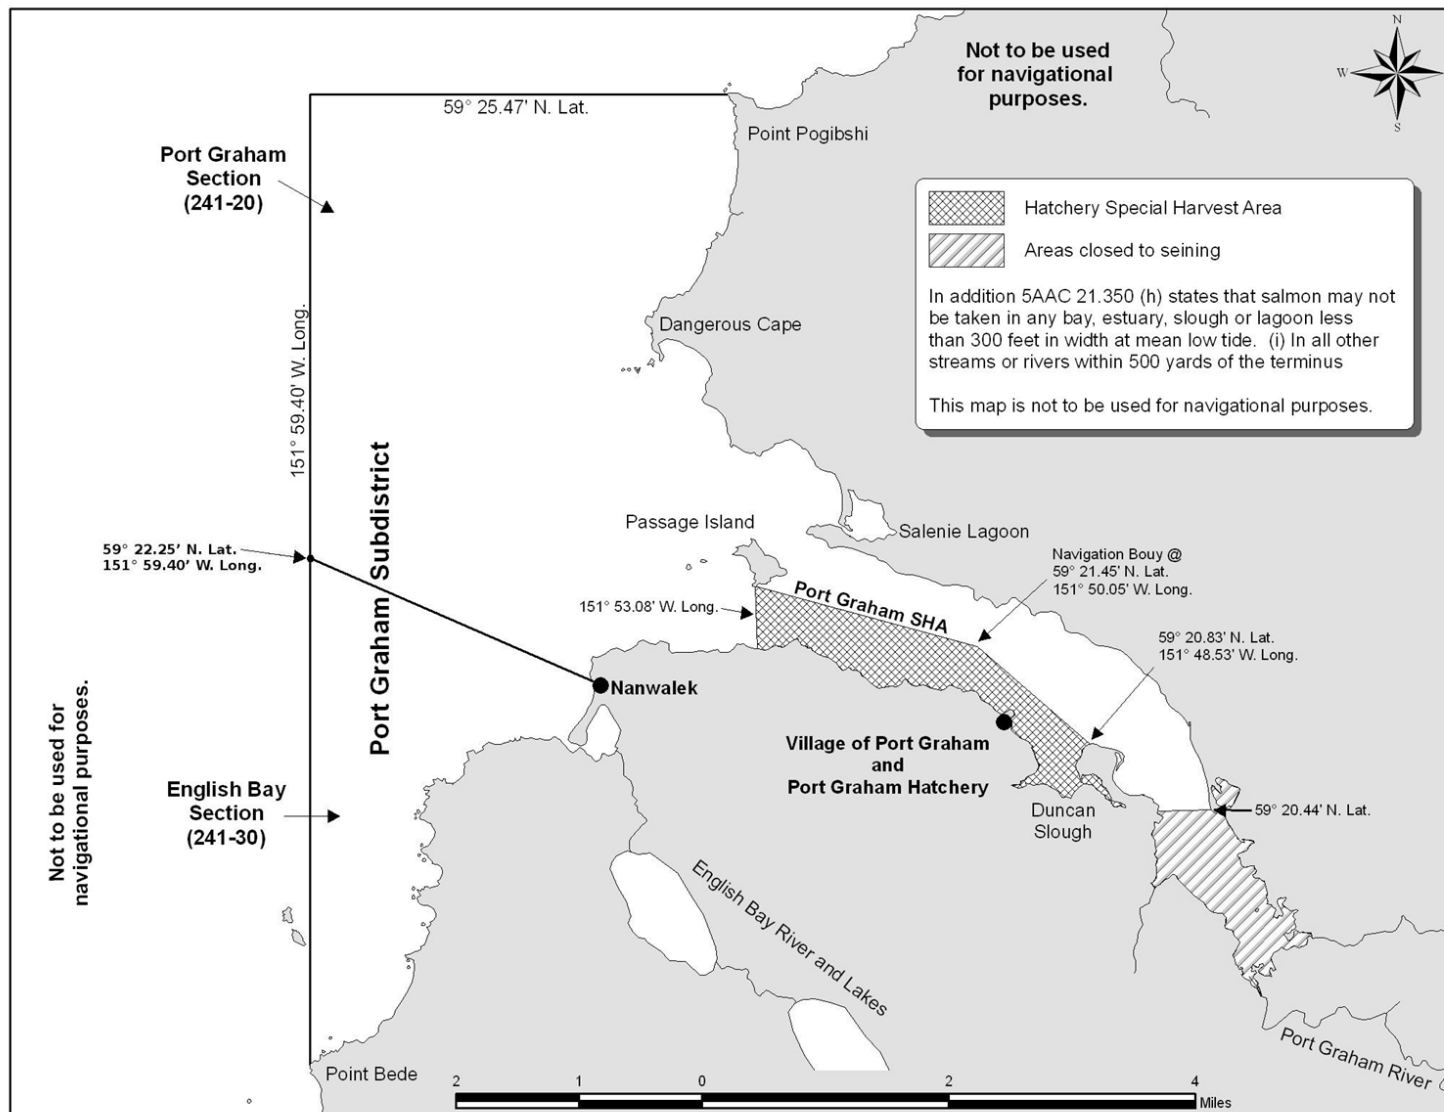 Not to be used
for navigational
purposes.
N
W
E
S
59° 25.47' N. Lat.
Point Pogibshi
Port Graham
Section
(241-20)
Hatchery Special Harvest Area
Areas closed to seining
In addition 5AAC 21.350 (h) states that salmon may not
be taken in any bay, estuary, slough or lagoon less
than 300 feet in width at mean low tide. (i) In all other
streams or rivers within 500 yards of the terminus
This map is not to be used for navigational purposes.
151° 59.40' W. Long.
Dangerous Cape
Port Graham Subdistrict
Passage Island
Salenie Lagoon
59° 22.25' N. Lat.
151° 59.40' W. Long.
Navigation Bouy @
59° 21.45' N. Lat.
151° 50.05' W. Long.
151° 53.08' W. Long.
Port Graham SHA
59° 20.83' N. Lat.
151° 48.53' W. Long.
Nanwalek
Not to be used for
navigational purposes.
Village of Port Graham
and
Port Graham Hatchery
English Bay
Section
(241-30)
Duncan
Slough
59° 20.44' N. Lat.
English Bay River and Lakes
Port Graham River
Point Bede
2
1
0
2
4
Miles